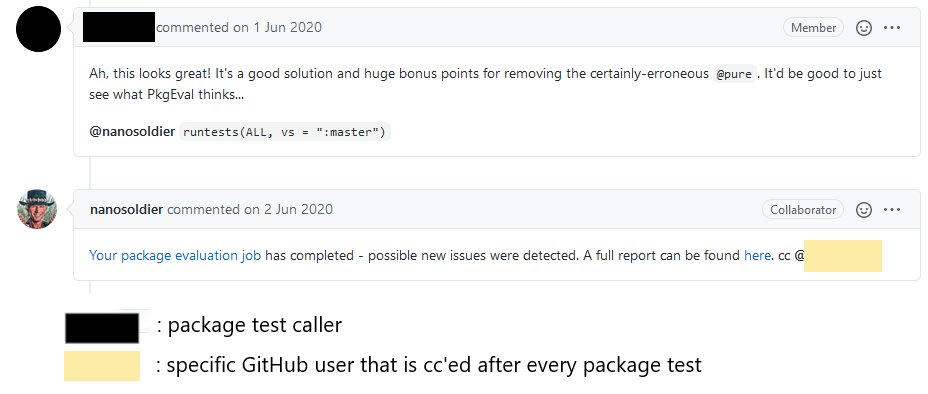 commented on 1 Jun 2020 Member
Ah, this looks great! It's a good solution and huge bonus points for removing the certainly-erroneous @pure . It'd be good to just
see what PkgEval thinks...
@nanosoldier runtests(ALL, vs = ":master")
nanosoldier commented on 2 Jun 2020 Collaborator
Your package evaluation job has completed - possible new issues were detected. A full report can be found here. cc @
: package test caller
: specific GitHub user that is cc'ed after every package test